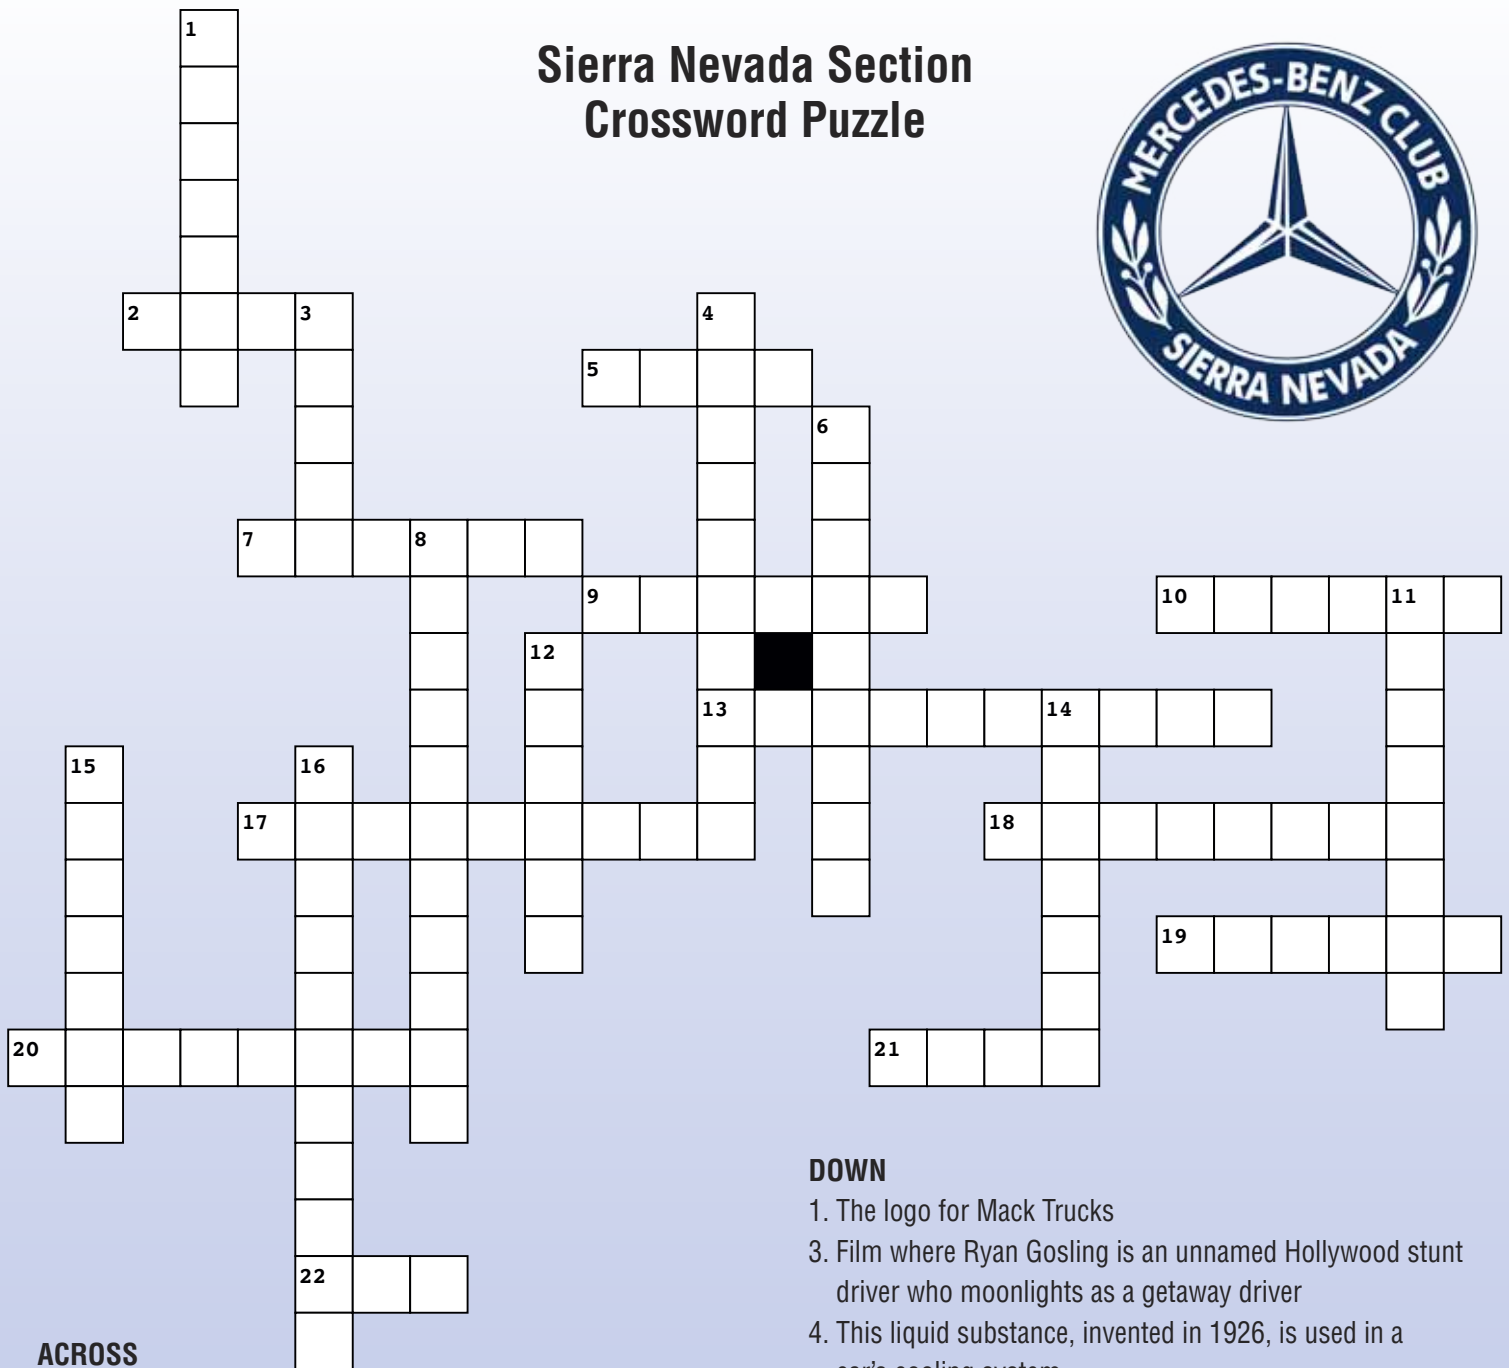 Sierra Nevada Section
Crossword Puzzle
MERCEDES-BENZ CLUB
SIERRA NEVADA
1
2 3 4
5
6
7 8
9 10 11
12
13 14
15 16
17 18
19
20 21
22
ACROSS
DOWN
1. The logo for Mack Trucks
3. Film where Ryan Gosling is an unnamed Hollywood stunt
driver who moonlights as a getaway driver
4. This liquid substance, invented in 1926, is used in a
car's cooling system